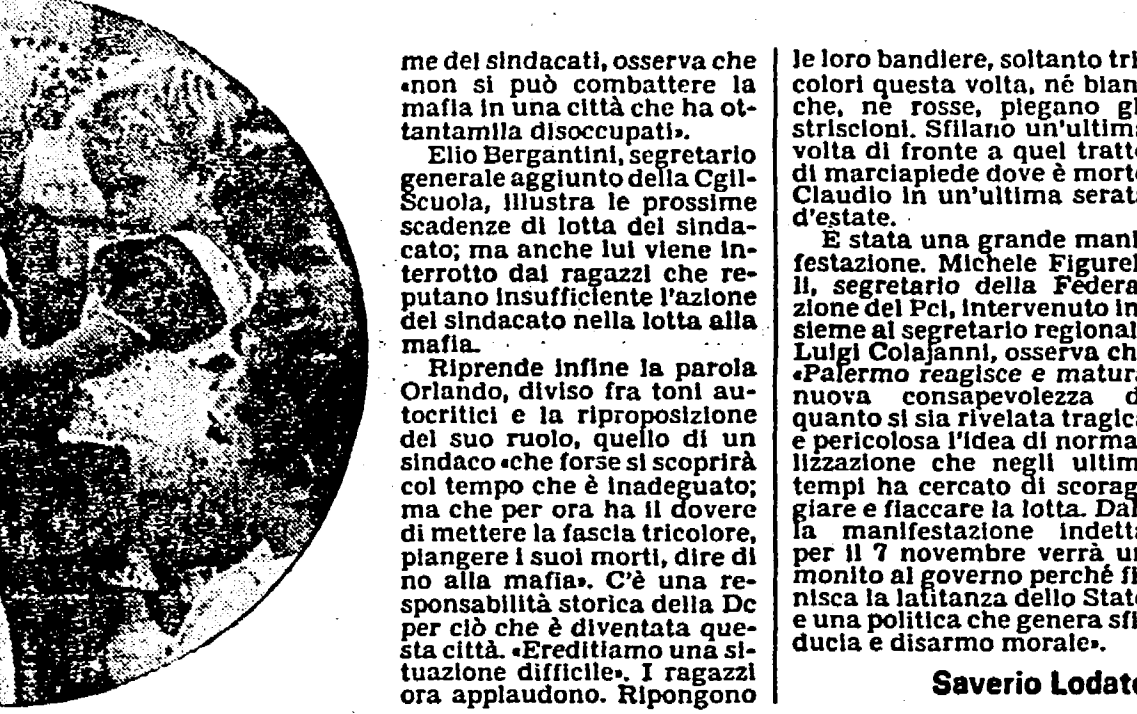 me dei sindacati, osserva che
«non si può combattere la
mafia in una città che ha ot-
tantamila disoccupati».
Elio Bergantini, segretario
generale aggiunto della Cgil-
Scuola, illustra le prossime
scadenze di lotta del sinda-
cato; ma anche lui viene in-
terrotto dai ragazzi che re-
putano insufficiente l'azione
del sindacato nella lotta alla
mafia.
Riprende infine la parola
Orlando, diviso fra toni au-
tocritici e la riproposizione
del suo ruolo, quello di un
sindaco «che forse si scoprirà
col tempo che è inadeguato;
ma che per ora ha il dovere
di mettere la fascia tricolore,
piangere i suoi morti, dire di
no alla mafia». C'è una re-
sponsabilità storica della Dc
per ciò che è diventata que-
sta città. «Ereditiamo una si-
tuazione difficile». I ragazzi
ora applaudono. Ripongono
le loro bandiere, soltanto tri
colori questa volta, né bian
che, né rosse, piegano gl
striscioni. Sfilano un'ultima
volta di fronte a quel tratto
di marciapiede dove è morto
Claudio in un'ultima serata
d'estate.
È stata una grande mani
festazione. Michele Figurel
li, segretario della Federa
zione del Pci, intervenuto in
sieme al segretario regional
Luigi Colajanni, osserva ch
«Palermo reagisce e matura
nuova consapevolezza d
quanto si sia rivelata tragica
e pericolosa l'idea di norma
lizzazione che negli ultim
tempi ha cercato di scorag
giare e fiaccare la lotta. Dal
la manifestazione indetta
per il 7 novembre verrà un
monito al governo perché fi
nisca la latitanza dello Stato
e una politica che genera sfi
ducia e disarmo morale».
Saverio Lodato